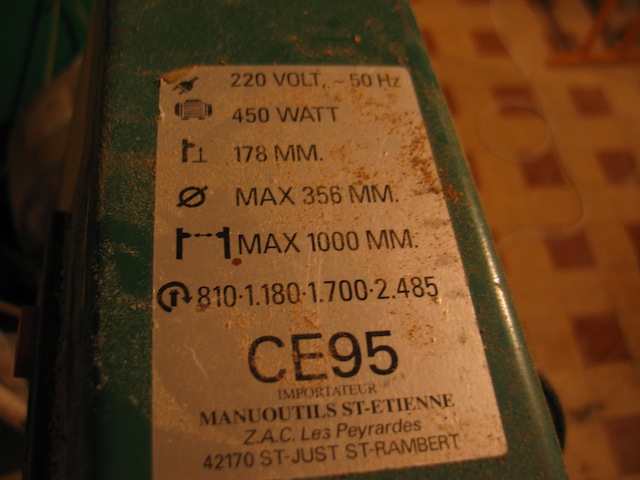 220 VOLT, ~ 50 Hz
450 WATT
178 MM.
MAX 356 MM.
MAX 1000 MM.
810·1.180·1.700·2.485
CE95
IMPORTATEUR
MANUOUTILS ST-ETIENNE
Z.A.C. Les Peyrardes
42170 ST-JUST ST-RAMBERT